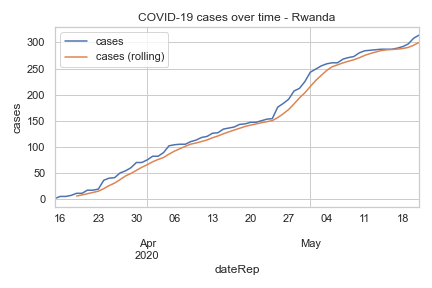 COVID-19 cases over time - Rwanda
cases
cases (rolling)
300
250
200
150
100
50
0
cases
16 23 30 06 13 20 27 04 11 18
Apr May
2020
dateRep